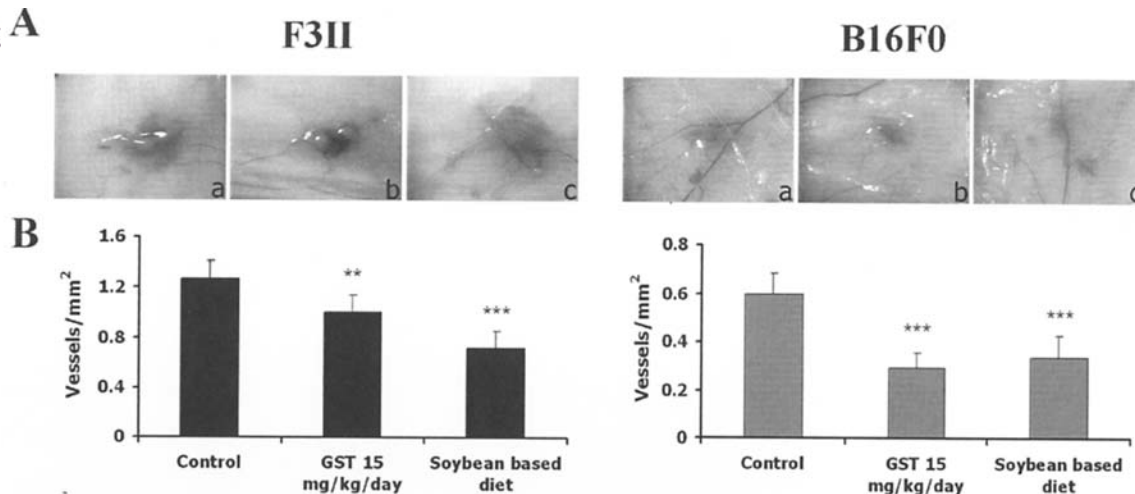 A
F3II
B16F0
a
b
c
a
b
B
1.6
1.2
0.8
0.4
0
Vessels/mm²
**
***
Control
GST 15
mg/kg/day
Soybean based
diet
0.8
0.6
0.4
0.2
0
Vessels/mm²
***
***
Control
GST 15
mg/kg/day
Soybean based
diet